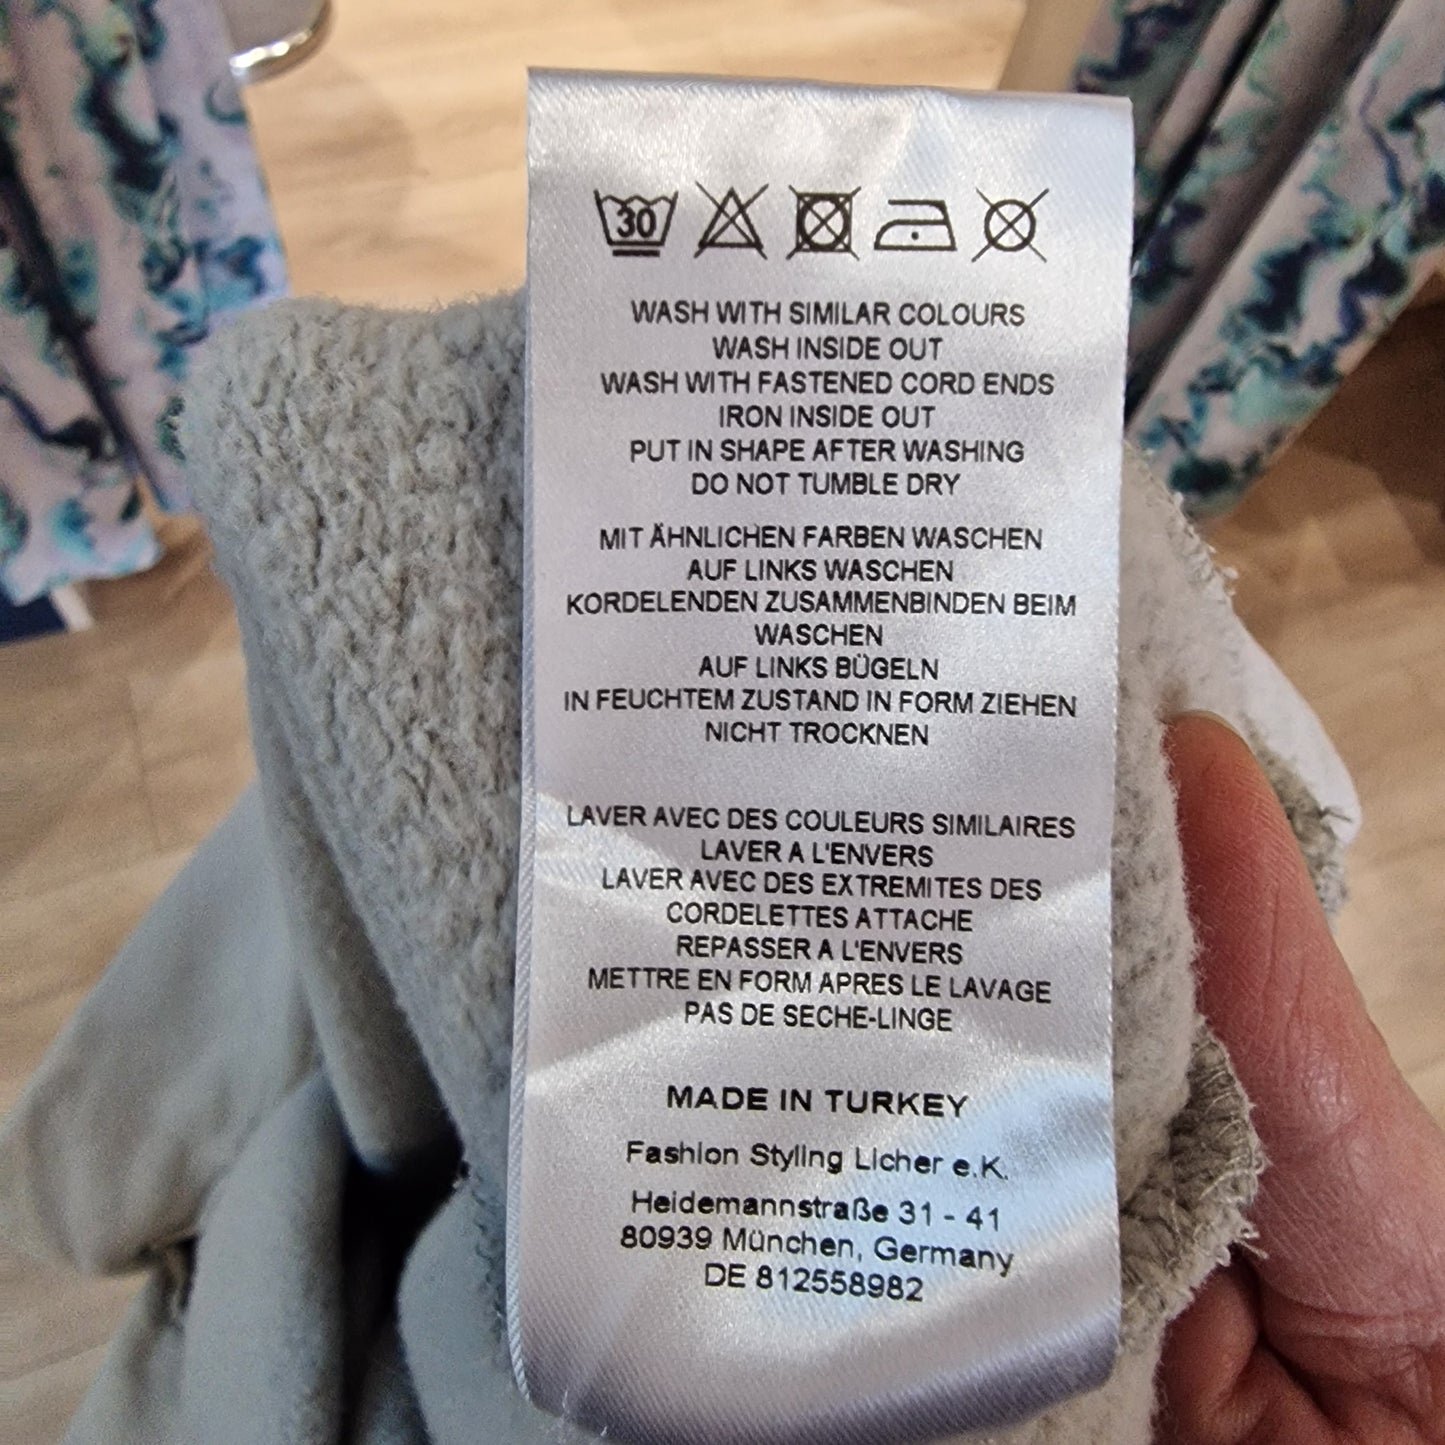 30
WASH WITH SIMILAR COLOURS
WASH INSIDE OUT
WASH WITH FASTENED CORD ENDS
IRON INSIDE OUT
PUT IN SHAPE AFTER WASHING
DO NOT TUMBLE DRY
MIT ÄHNLICHEN FARBEN WASCHEN
AUF LINKS WASCHEN
KORDELENDEN ZUSAMMENBINDEN BEIM
WASCHEN
AUF LINKS BÜGELN
IN FEUCHTEM ZUSTAND IN FORM ZIEHEN
NICHT TROCKNEN
LAVER AVEC DES COULEURS SIMILAIRES
LAVER A L'ENVERS
LAVER AVEC DES EXTREMITES DES
CORDELETTES ATTACHE
REPASSER A L'ENVERS
METTRE EN FORM APRES LE LAVAGE
PAS DE SECHE-LINGE
MADE IN TURKEY
Fashion Styling Licher e.K.
Heidemannstraße 31 - 41
80939 München, Germany
DE 812558982